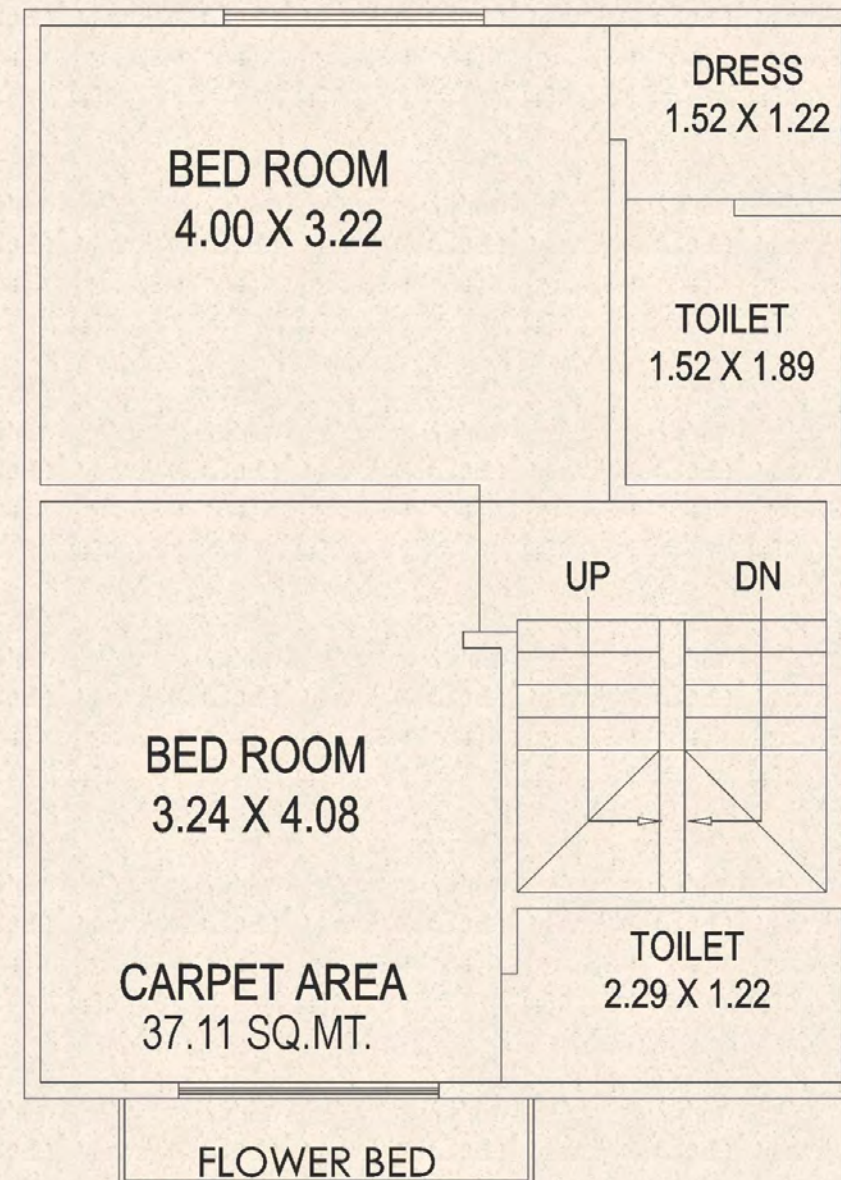 DRESS
1.52 X 1.22
BED ROOM
4.00 X 3.22
TOILET
1.52 X 1.89
UP
DN
BED ROOM
3.24 X 4.08
TOILET
2.29 X 1.22
CARPET AREA
37.11 SQ.MT.
FLOWER BED